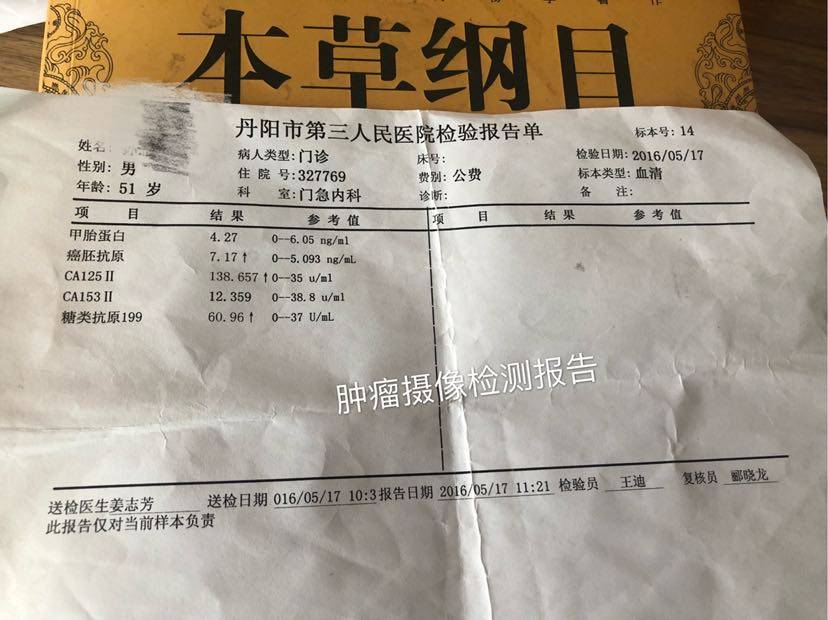 本草纲目
丹阳市第三人民医院检验报告单
标本号: 14
姓名:
病人类型: 门诊
床号:
检验日期: 2016/05/17
性别: 男
住 院 号: 327769
费别: 公费
标本类型: 血清
年龄: 51 岁
科 室: 门急内科
诊断:
备 注:
项 目 结 果 参 考 值 项 目 结 果 参 考 值
甲胎蛋白 4.27 0--6.05 ng/ml
癌胚抗原 7.17↑ 0--5.093 ng/mL
CA125Ⅱ 138.657↑ 0--35 u/ml
CA153Ⅱ 12.359 0--38.8 u/ml
糖类抗原199 60.96↑ 0--37 U/mL
肿瘤摄像检测报告
送检医生姜志芳 送检日期 016/05/17 10:3 报告日期 2016/05/17 11:21 检验员 王迪 复核员 郦晓龙
此报告仅对当前样本负责